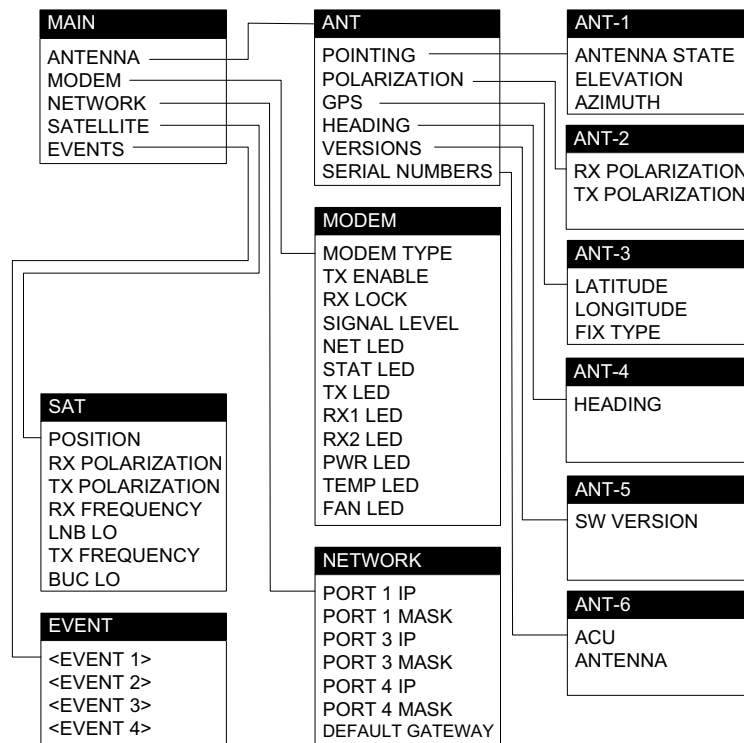 MAIN
ANTENNA
MODEM
NETWORK
SATELLITE
EVENTS
ANT
POINTING
POLARIZATION
GPS
HEADING
VERSIONS
SERIAL NUMBERS
ANT-1
ANTENNA STATE
ELEVATION
AZIMUTH
ANT-2
RX POLARIZATION
TX POLARIZATION
MODEM
MODEM TYPE
TX ENABLE
RX LOCK
SIGNAL LEVEL
NET LED
STAT LED
TX LED
RX1 LED
RX2 LED
PWR LED
TEMP LED
FAN LED
ANT-3
LATITUDE
LONGITUDE
FIX TYPE
ANT-4
HEADING
SAT
POSITION
RX POLARIZATION
TX POLARIZATION
RX FREQUENCY
LNB LO
TX FREQUENCY
BUC LO
ANT-5
SW VERSION
NETWORK
PORT 1 IP
PORT 1 MASK
PORT 3 IP
PORT 3 MASK
PORT 4 IP
PORT 4 MASK
DEFAULT GATEWAY
ANT-6
ACU
ANTENNA
EVENT
<EVENT 1>
<EVENT 2>
<EVENT 3>
<EVENT 4>